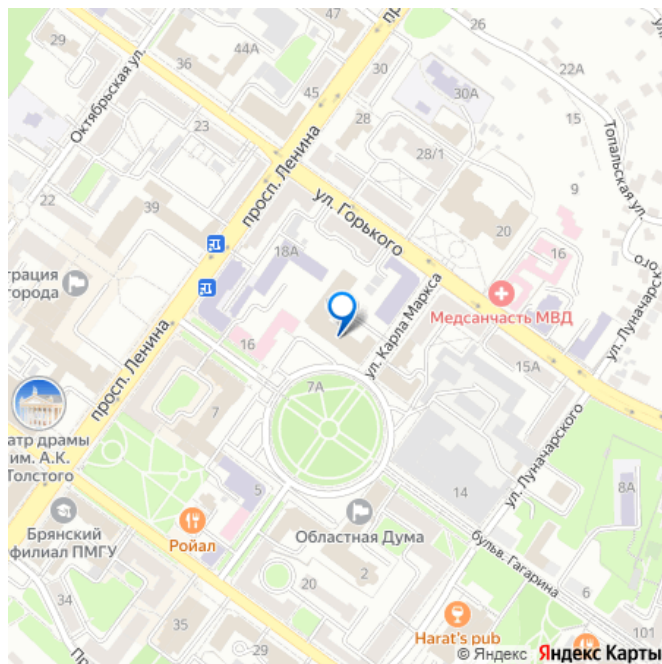 26
29
36
44/4
30
22А
Октябрьская ул.
45
30А
28
15
23
просп. Ленина
28/1
Топальская ул.
22
39
ул. Горького
9
18А
20
16
грация
города
ул. Карла Маркса
Медсанчасть МВД
просп. Ленина
16
15А
ул. Луначарского
7А
7
атр драмы
им. А.К.
Толстого
14
8А
5
Брянский
филиал ПМГУ
Ройал
Областная Дума
бульв. Гагарина
20
2
6
34
35
29
Harat's pub
101
© Яндекс Яндекс Карты